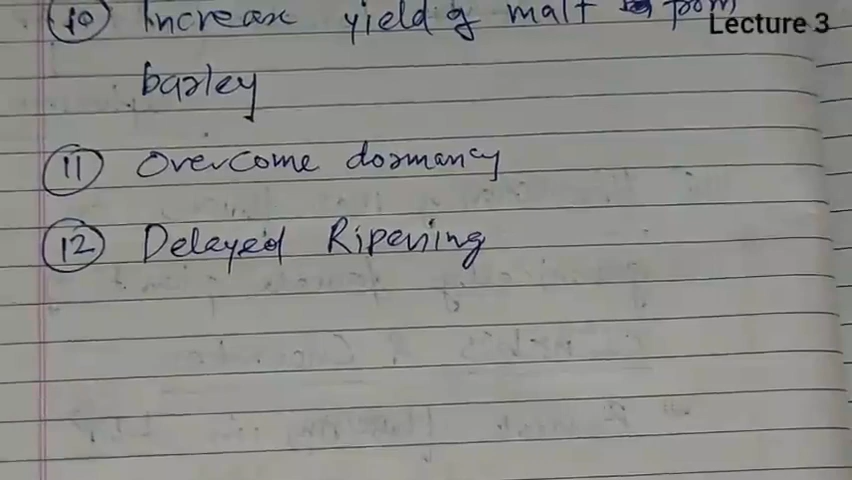 10 Increase yield of malt from
Lecture 3
barley
11 Overcome dormancy
12 Delayed Ripening